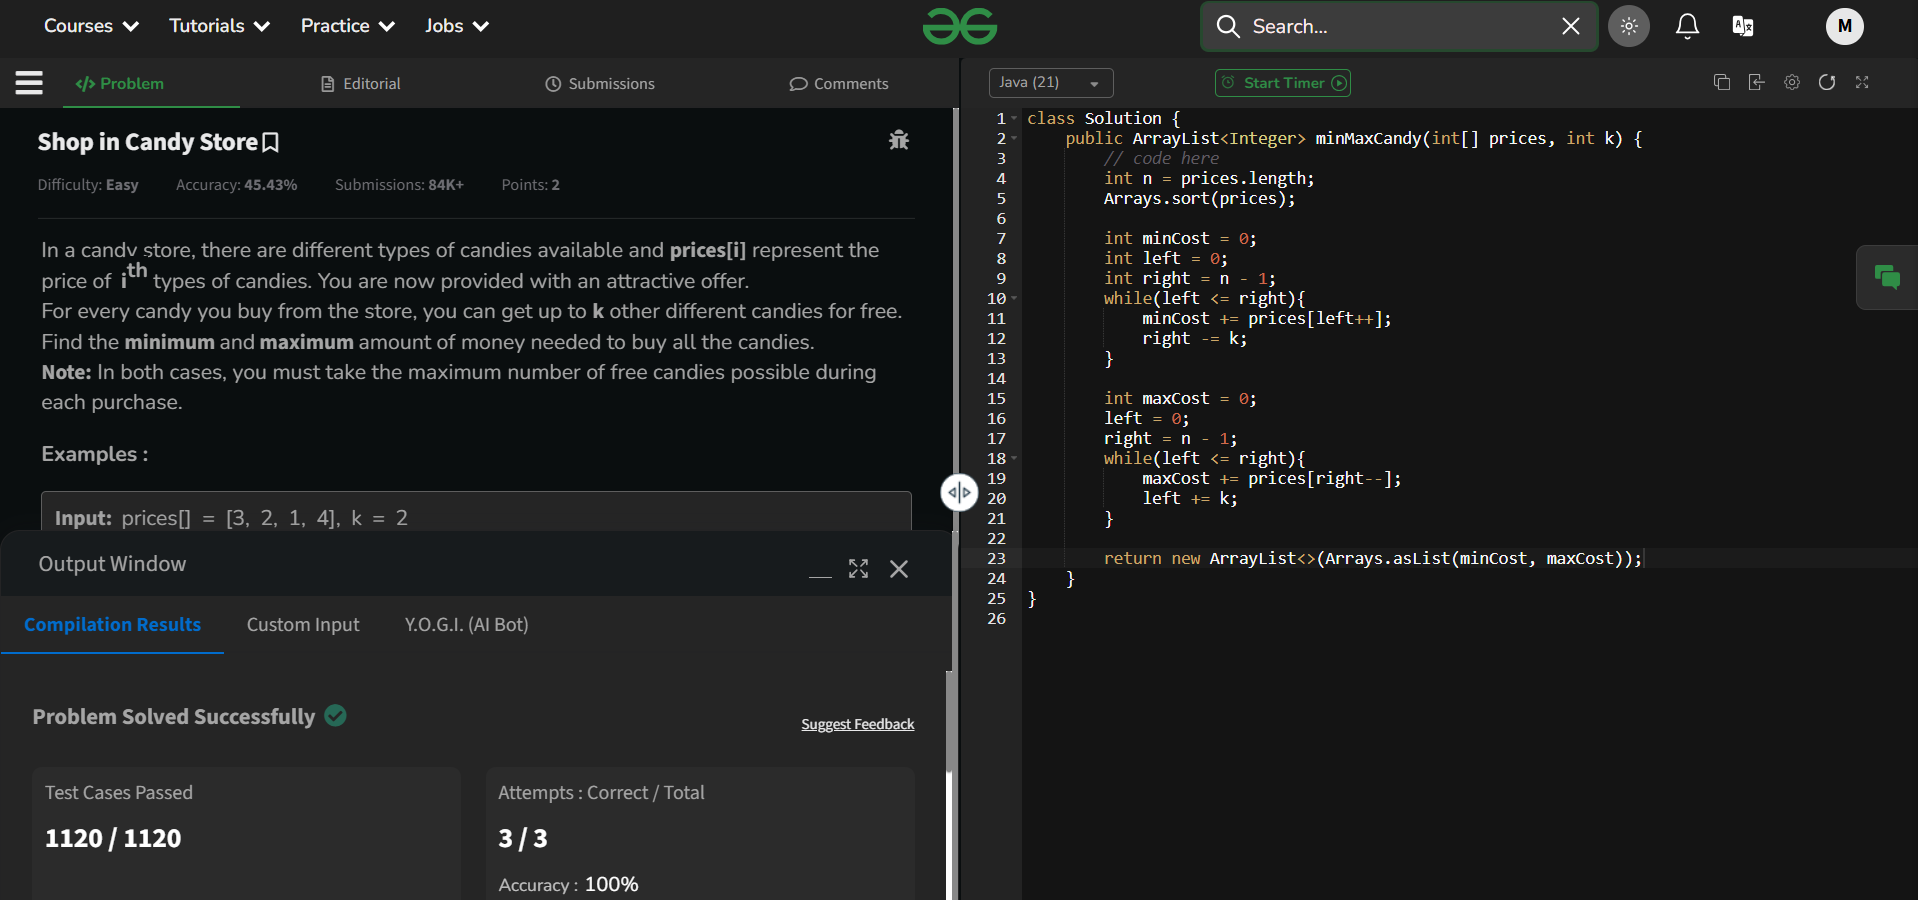 Courses Tutorials Practice Jobs Search... M
Problem Editorial Submissions Comments
Java (21) Start Timer
Shop in Candy Store
Difficulty: Easy Accuracy: 45.43% Submissions: 84K+ Points: 2
In a candy store, there are different types of candies available and prices[i] represent the
price of ith types of candies. You are now provided with an attractive offer.
For every candy you buy from the store, you can get up to k other different candies for free.
Find the minimum and maximum amount of money needed to buy all the candies.
Note: In both cases, you must take the maximum number of free candies possible during
each purchase.
Examples :
Input: prices[] = [3, 2, 1, 4], k = 2
Output Window
Compilation Results Custom Input Y.O.G.I. (AI Bot)
Problem Solved Successfully
Suggest Feedback
Test Cases Passed
1120 / 1120
Attempts : Correct / Total
3 / 3
Accuracy : 100%
1 class Solution {
2     public ArrayList<Integer> minMaxCandy(int[] prices, int k) {
3         // code here
4         int n = prices.length;
5         Arrays.sort(prices);
6
7         int minCost = 0;
8         int left = 0;
9         int right = n - 1;
10         while(left <= right){
11             minCost += prices[left++];
12             right -= k;
13         }
14
15         int maxCost = 0;
16         left = 0;
17         right = n - 1;
18         while(left <= right){
19             maxCost += prices[right--];
20             left += k;
21         }
22
23         return new ArrayList<>(Arrays.asList(minCost, maxCost));
24     }
25 }
26